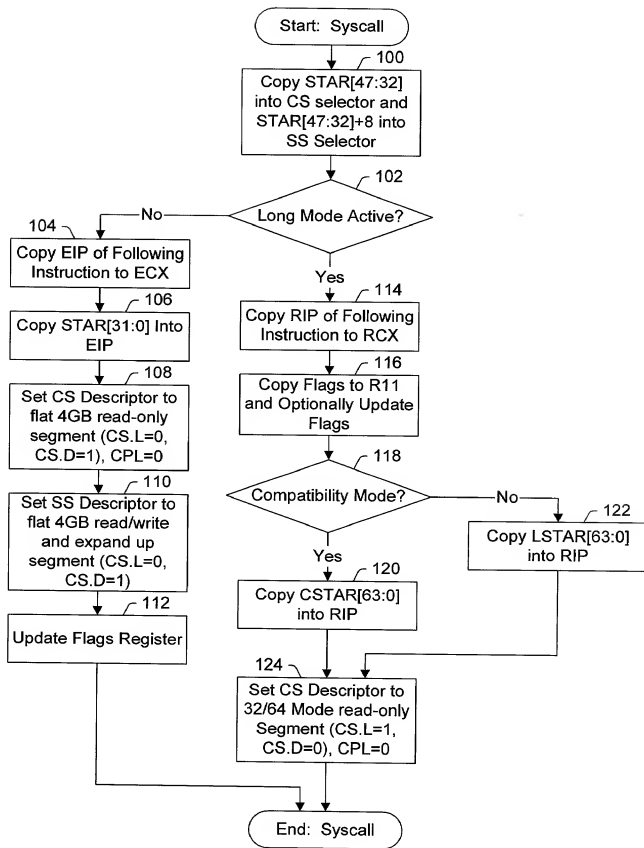 Start: Syscall
100
Copy STAR[47:32]
into CS selector and
STAR[47:32]+8 into
SS Selector
102
Long Mode Active?
No
Yes
104
Copy EIP of Following
Instruction to ECX
106
Copy STAR[31:0] Into
EIP
108
Set CS Descriptor to
flat 4GB read-only
segment (CS.L=0,
CS.D=1), CPL=0
110
Set SS Descriptor to
flat 4GB read/write
and expand up
segment (CS.L=0,
CS.D=1)
112
Update Flags Register
114
Copy RIP of Following
Instruction to RCX
116
Copy Flags to R11
and Optionally Update
Flags
118
Compatibility Mode?
No
Yes
122
Copy LSTAR[63:0]
into RIP
120
Copy CSTAR[63:0]
into RIP
124
Set CS Descriptor to
32/64 Mode read-only
Segment (CS.L=1,
CS.D=0), CPL=0
End: Syscall